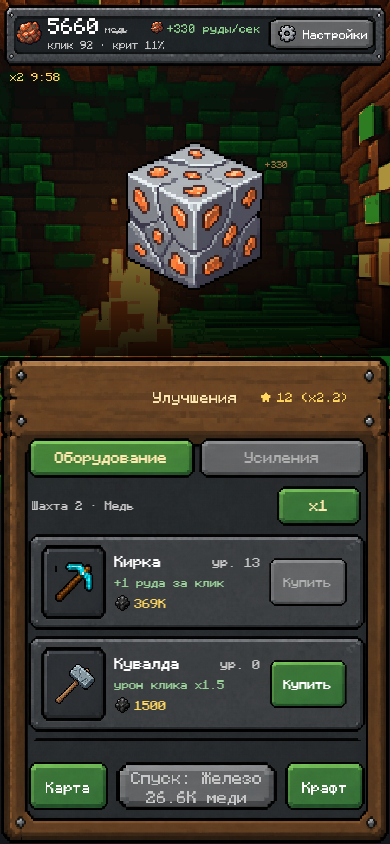 5660 медь
+330 руды/сек
Настройки
клик 92 · крит 11%
x2 9:58
+330
Улучшения
12 (x2.2)
Оборудование
Усиления
Шахта 2 · Медь
x1
Кирка
ур. 13
+1 руда за клик
Купить
369K
Кувалда
ур. 0
урон клика x1.5
Купить
1500
Карта
Спуск: Железо
26.6K меди
Крафт